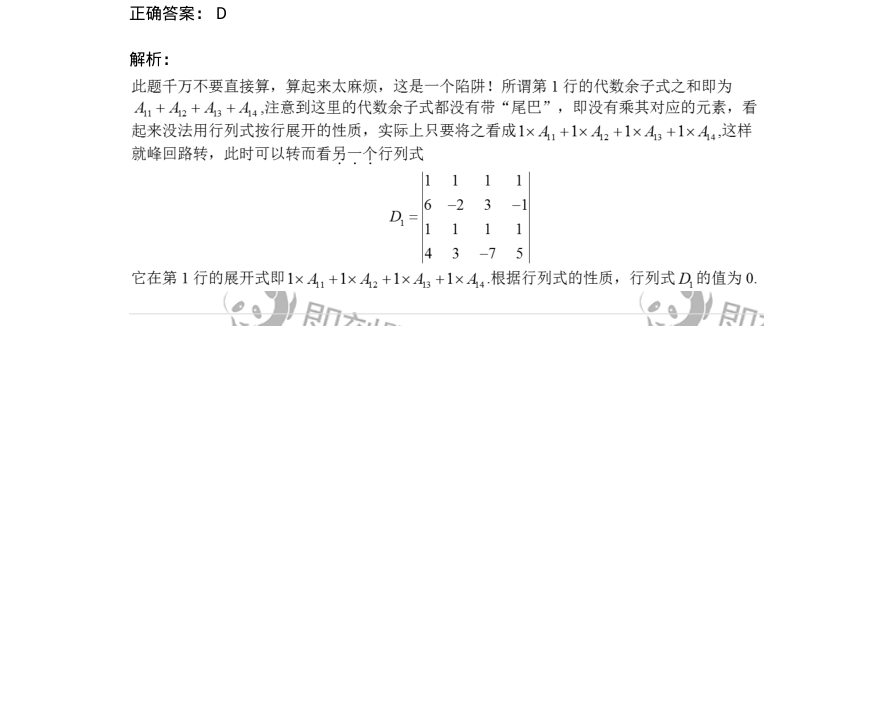 正确答案： D
解析：
此题千万不要直接算，算起来太麻烦，这是一个陷阱！所谓第 1 行的代数余子式之和即为
A₁₁ + A₁₂ + A₁₃ + A₁₄ ,注意到这里的代数余子式都没有带“尾巴”，即没有乘其对应的元素，看
起来没法用行列式按行展开的性质，实际上只要将之看成1× A₁₁ +1× A₁₂ +1× A₁₃ +1× A₁₄ ,这样
就峰回路转，此时可以转而看另一个行列式
1 1 1 1
6 −2 3 −1
D₁ =
1 1 1 1
4 3 −7 5
它在第 1 行的展开式即1× A₁₁ +1× A₁₂ +1× A₁₃ +1× A₁₄ .根据行列式的性质，行列式 D₁ 的值为 0.